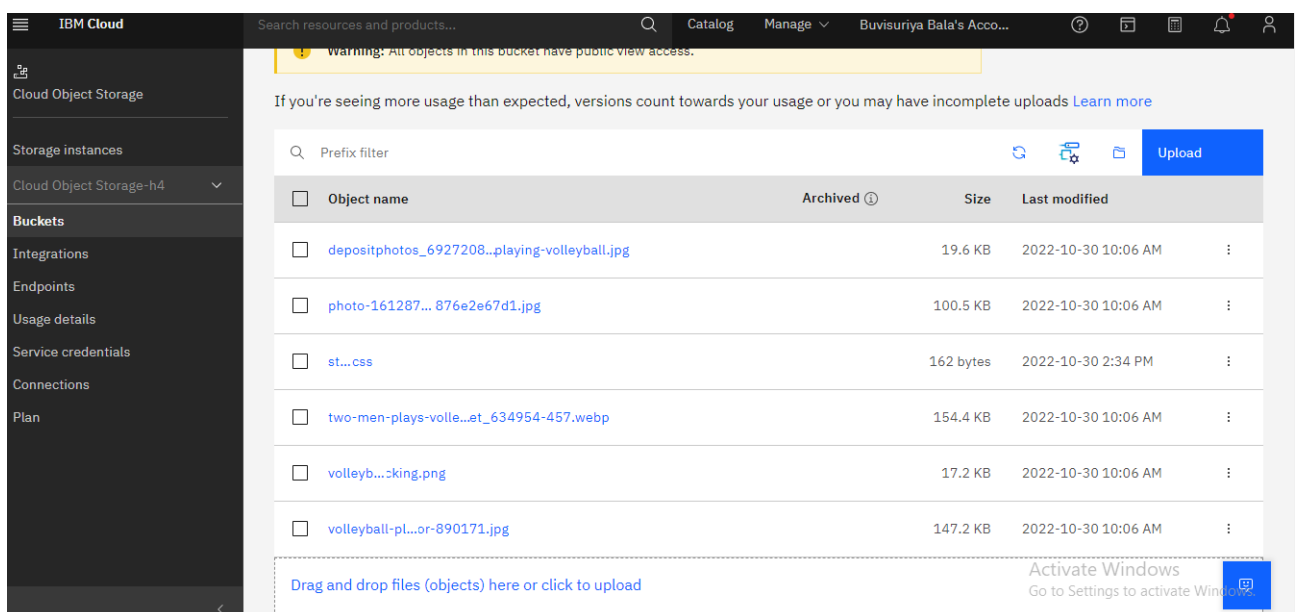 IBM Cloud Search resources and products... Catalog Manage Buvisuriya Bala's Acco...
Warning: All objects in this bucket have public view access.
Cloud Object Storage
If you're seeing more usage than expected, versions count towards your usage or you may have incomplete uploads Learn more
Storage instances
Prefix filter Upload
Cloud Object Storage-h4
Object name Archived Size Last modified
Buckets
Integrations
Endpoints
Usage details
Service credentials
Connections
Plan
depositphotos_6927208...playing-volleyball.jpg 19.6 KB 2022-10-30 10:06 AM
photo-161287... 876e2e67d1.jpg 100.5 KB 2022-10-30 10:06 AM
st...css 162 bytes 2022-10-30 2:34 PM
two-men-plays-volle...et_634954-457.webp 154.4 KB 2022-10-30 10:06 AM
volleyb...cking.png 17.2 KB 2022-10-30 10:06 AM
volleyball-pl...or-890171.jpg 147.2 KB 2022-10-30 10:06 AM
Drag and drop files (objects) here or click to upload
Activate Windows
Go to Settings to activate Windows.